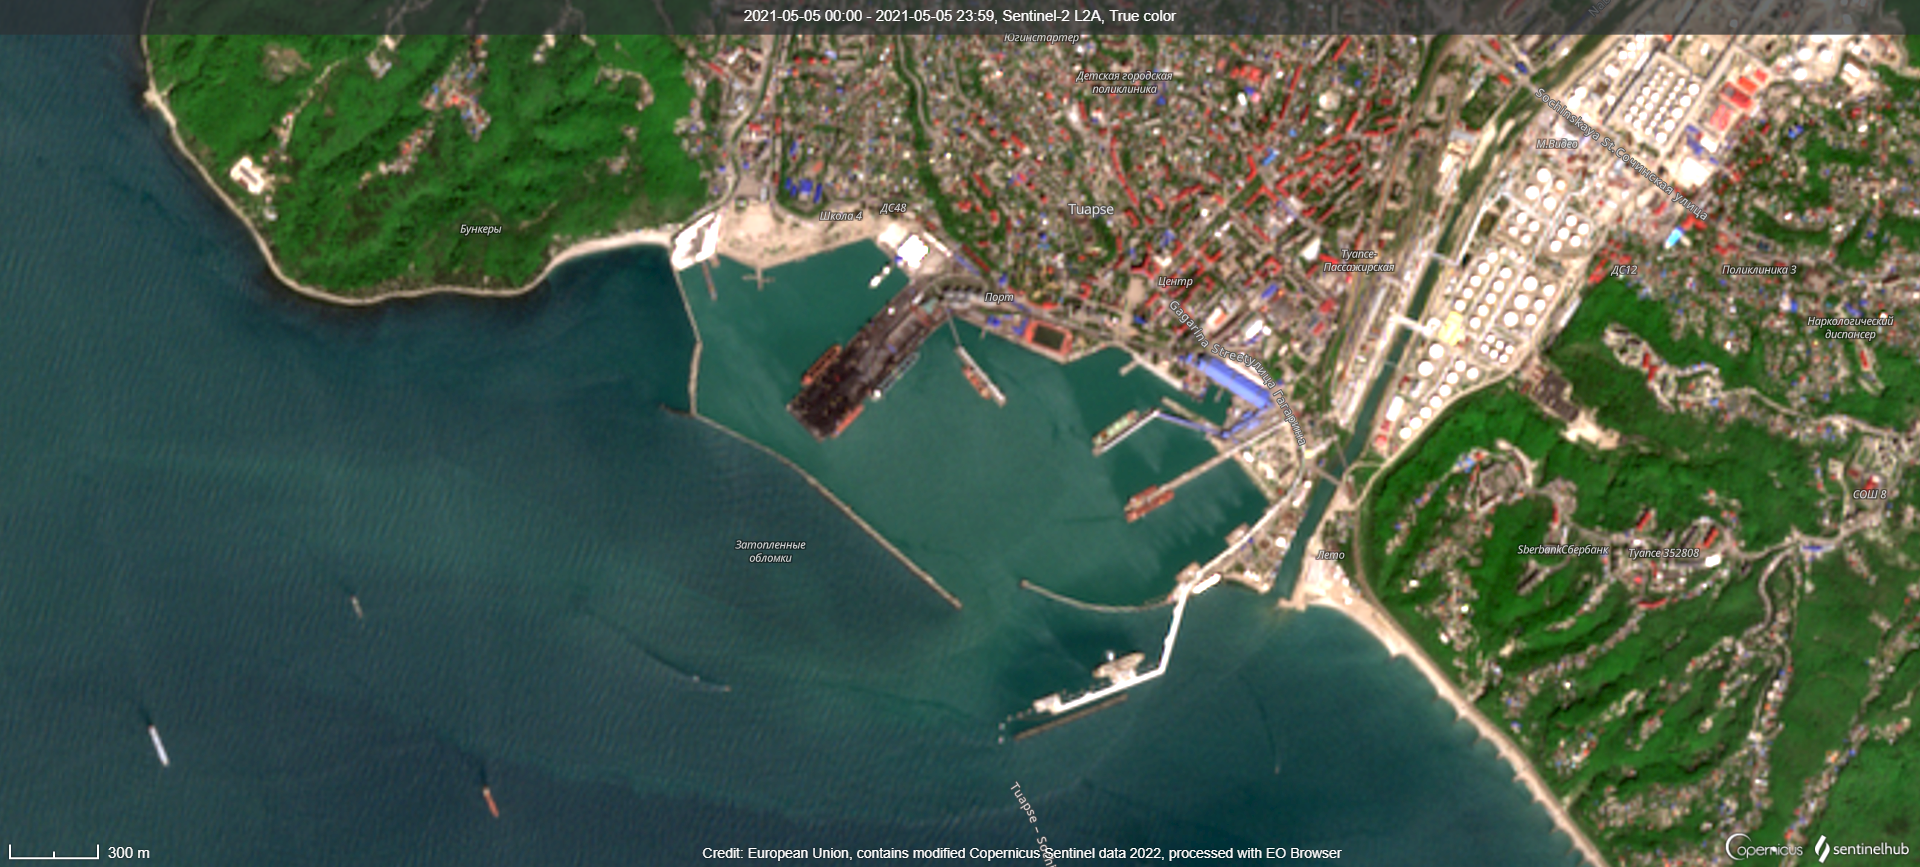 2021-05-05 00:00 - 2021-05-05 23:59, Sentinel-2 L2A, True color
Югинстартер
Детская городская
поликлиника
Sochinskaya St.Сочинская улица
М.Видео
Школа 4
ДС48
Tuapse
Бункеры
Туапсе-
Пассажирская
ДС12
Поликлиника 3
Центр
Порт
Gagarina Streetулица Гагарина
Наркологический
диспансер
СОШ 8
Затопленные
обломки
Лето
SberbankСбербанк
Туапсе 352808
Tuapse – Sochi
300 m
Credit: European Union, contains modified Copernicus Sentinel data 2022, processed with EO Browser
Copernicus
sentinelhub